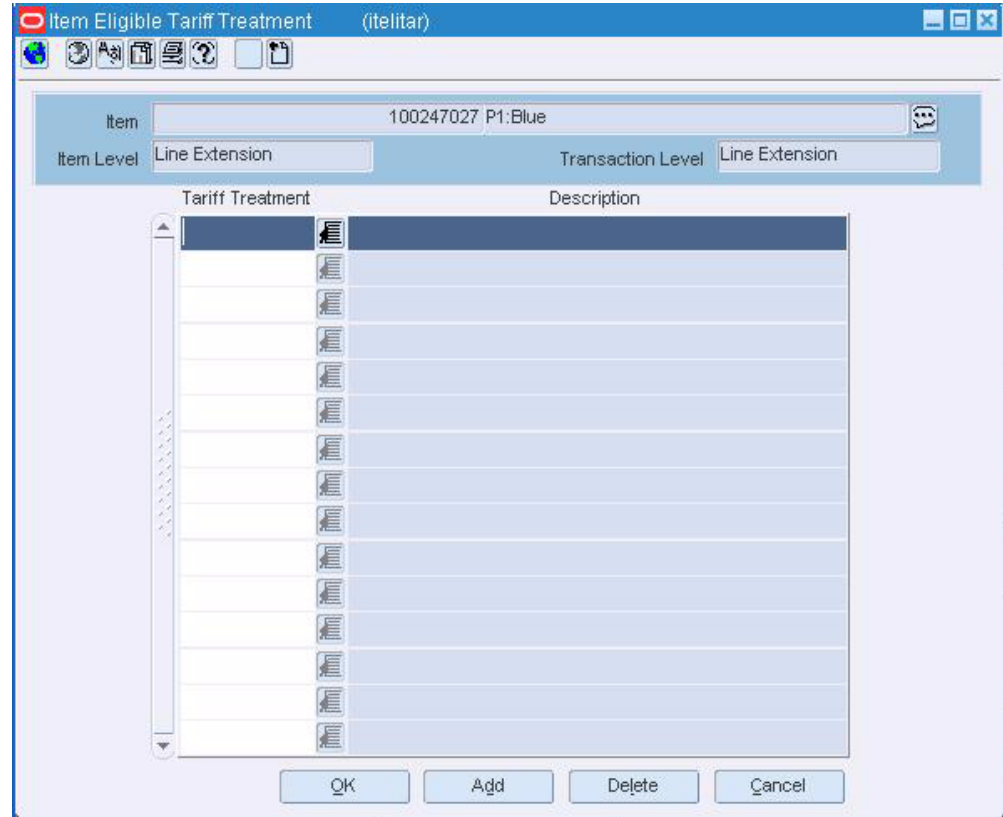 Item Eligible Tariff Treatment (itelitar)
Item 100247027 P1:Blue
Item Level Line Extension Transaction Level Line Extension
Tariff Treatment Description
OK Add Delete Cancel